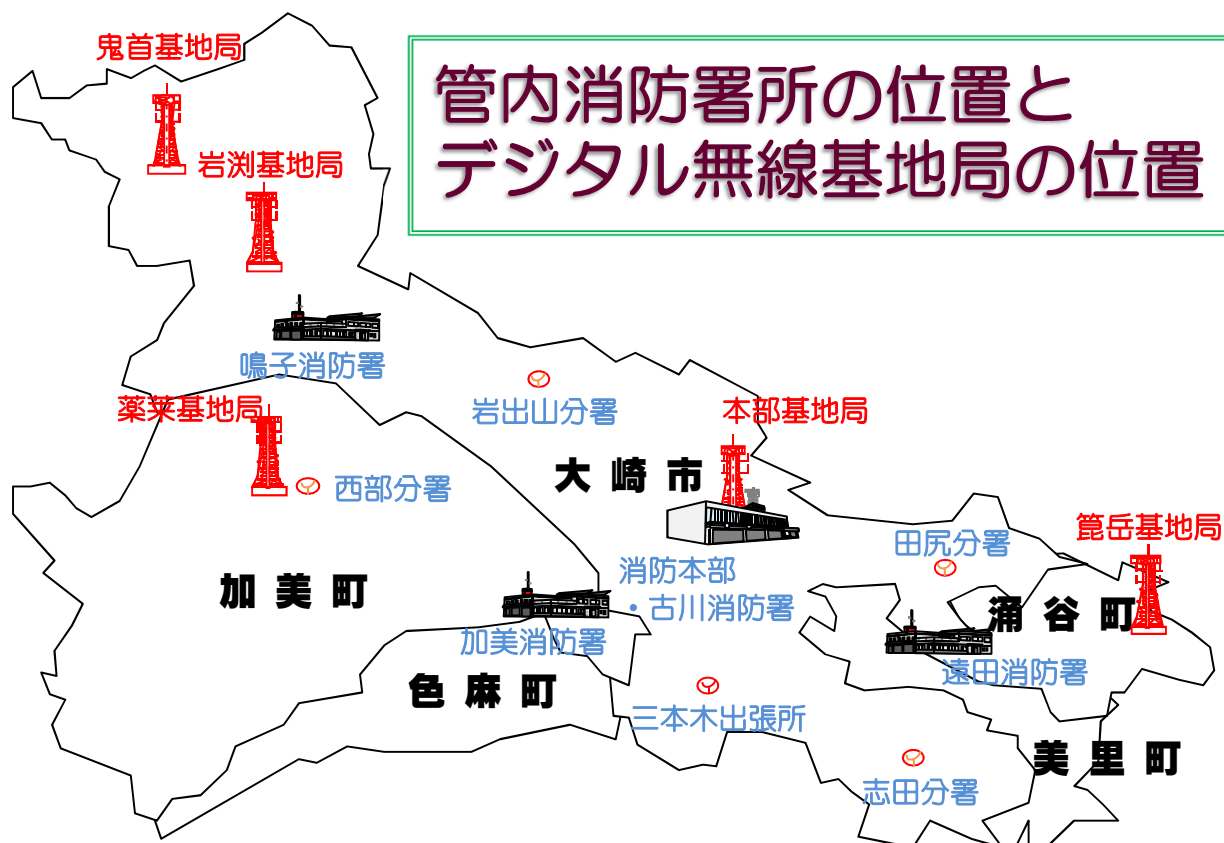 管内消防署所の位置と
デジタル無線基地局の位置
鬼首基地局
岩渕基地局
鳴子消防署
薬莱基地局
岩出山分署
本部基地局
西部分署
大崎市
田尻分署
箆岳基地局
加美町
消防本部
・古川消防署
涌谷町
加美消防署
遠田消防署
色麻町
三本木出張所
美里町
志田分署